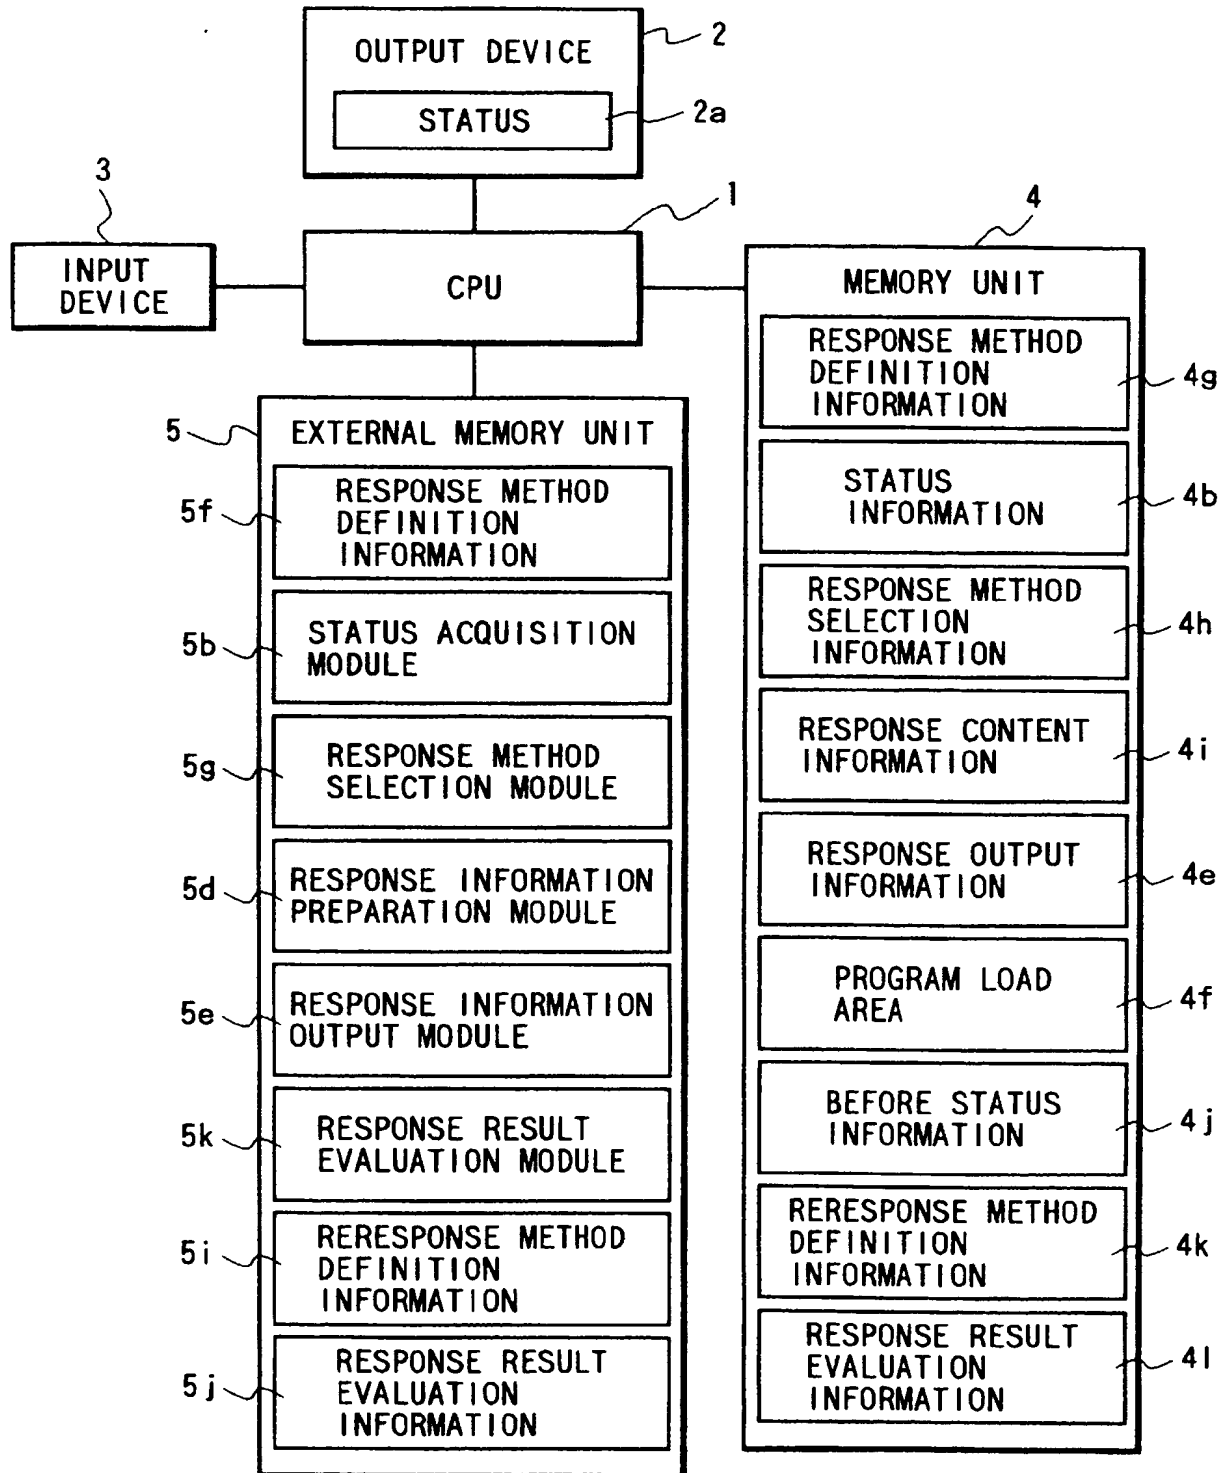 OUTPUT DEVICE
2
STATUS
2a
3
INPUT
DEVICE
1
CPU
4
MEMORY UNIT
RESPONSE METHOD
DEFINITION
INFORMATION
4g
STATUS
INFORMATION
4b
RESPONSE METHOD
SELECTION
INFORMATION
4h
RESPONSE CONTENT
INFORMATION
4i
RESPONSE OUTPUT
INFORMATION
4e
PROGRAM LOAD
AREA
4f
BEFORE STATUS
INFORMATION
4j
RERESPONSE METHOD
DEFINITION
INFORMATION
4k
RESPONSE RESULT
EVALUATION
INFORMATION
4l
5
EXTERNAL MEMORY UNIT
5f
RESPONSE METHOD
DEFINITION
INFORMATION
5b
STATUS ACQUISITION
MODULE
5g
RESPONSE METHOD
SELECTION MODULE
5d
RESPONSE INFORMATION
PREPARATION MODULE
5e
RESPONSE INFORMATION
OUTPUT MODULE
5k
RESPONSE RESULT
EVALUATION MODULE
5i
RERESPONSE METHOD
DEFINITION
INFORMATION
5j
RESPONSE RESULT
EVALUATION
INFORMATION